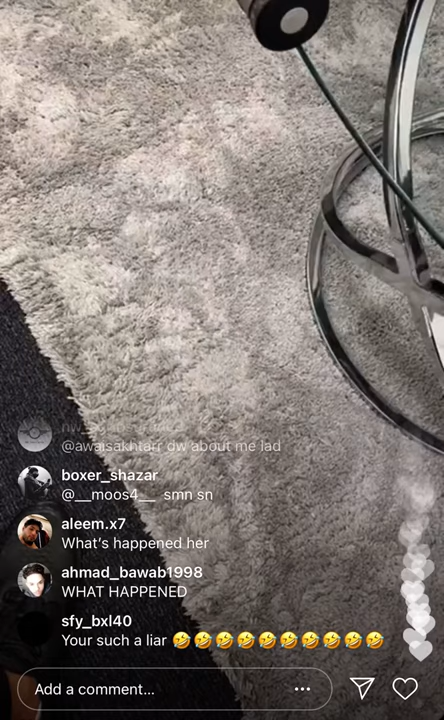 @awaisakhtarr dw about me lad
boxer_shazar
@__moos4__ smn sn
aleem.x7
What's happened her
ahmad_bawab1998
WHAT HAPPENED
sfy_bxl40
Your such a liar 🤣🤣🤣🤣🤣🤣🤣🤣🤣🤣
Add a comment...